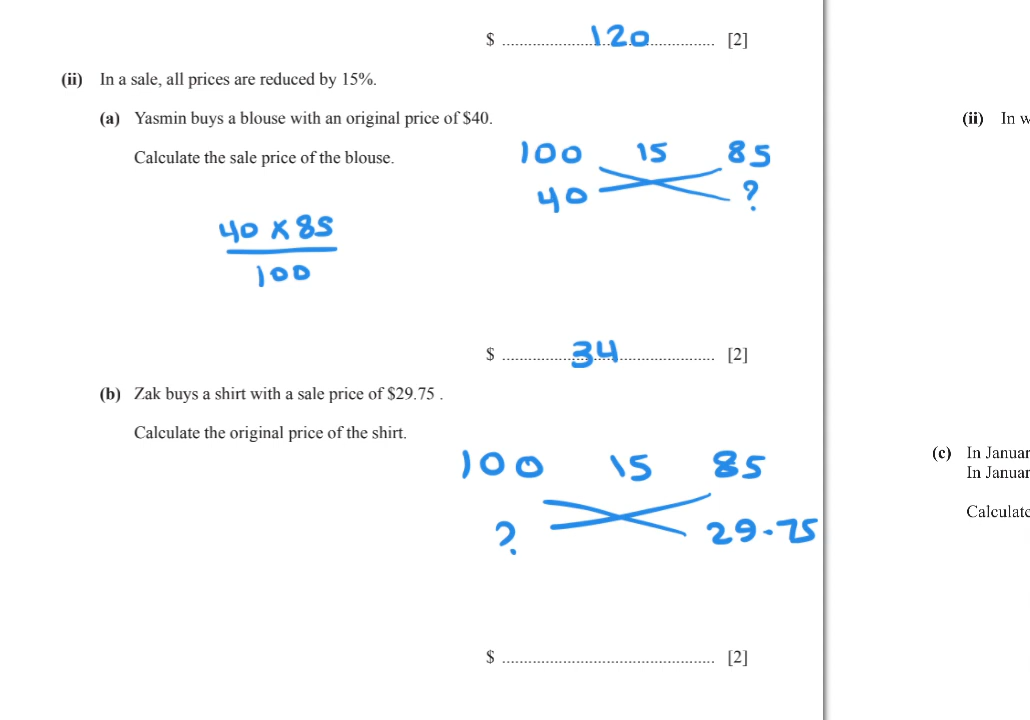 $ 120 [2]
(ii) In a sale, all prices are reduced by 15%.
(a) Yasmin buys a blouse with an original price of $40.
Calculate the sale price of the blouse.
100 15 85
40 ?
40 x 85
100
$ 34 [2]
(b) Zak buys a shirt with a sale price of $29.75 .
Calculate the original price of the shirt.
100 15 85
? 29.75
$ [2]
(ii) In w
(c) In Januar
In Januar
Calculate